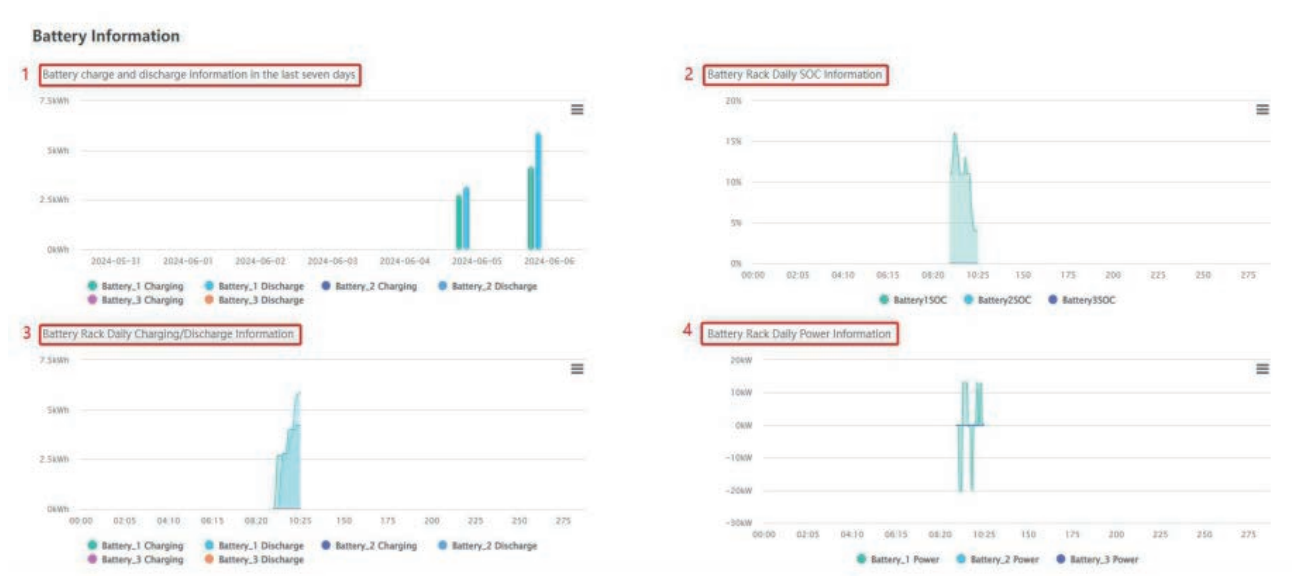 Battery Information
1 Battery charge and discharge information in the last seven days
7.5kWh
5kWh
2.5kWh
0kWh
2024-05-31 2024-06-01 2024-06-02 2024-06-03 2024-06-04 2024-06-05 2024-06-06
Battery_1 Charging Battery_1 Discharge Battery_2 Charging Battery_2 Discharge
Battery_3 Charging Battery_3 Discharge
2 Battery Rack Daily SOC Information
20%
15%
10%
5%
0%
00:00 02:05 04:10 06:15 08:20 10:25 150 175 200 225 250 275
Battery1SOC Battery2SOC Battery3SOC
3 Battery Rack Daily Charging/Discharge Information
7.5kWh
5kWh
2.5kWh
0kWh
00:00 02:05 04:10 06:15 08:20 10:25 150 175 200 225 250 275
Battery_1 Charging Battery_1 Discharge Battery_2 Charging Battery_2 Discharge
Battery_3 Charging Battery_3 Discharge
4 Battery Rack Daily Power Information
20kW
10kW
0kW
-10kW
-20kW
-30kW
00:00 02:05 04:10 06:15 08:20 10:25 150 175 200 225 250 275
Battery_1 Power Battery_2 Power Battery_3 Power